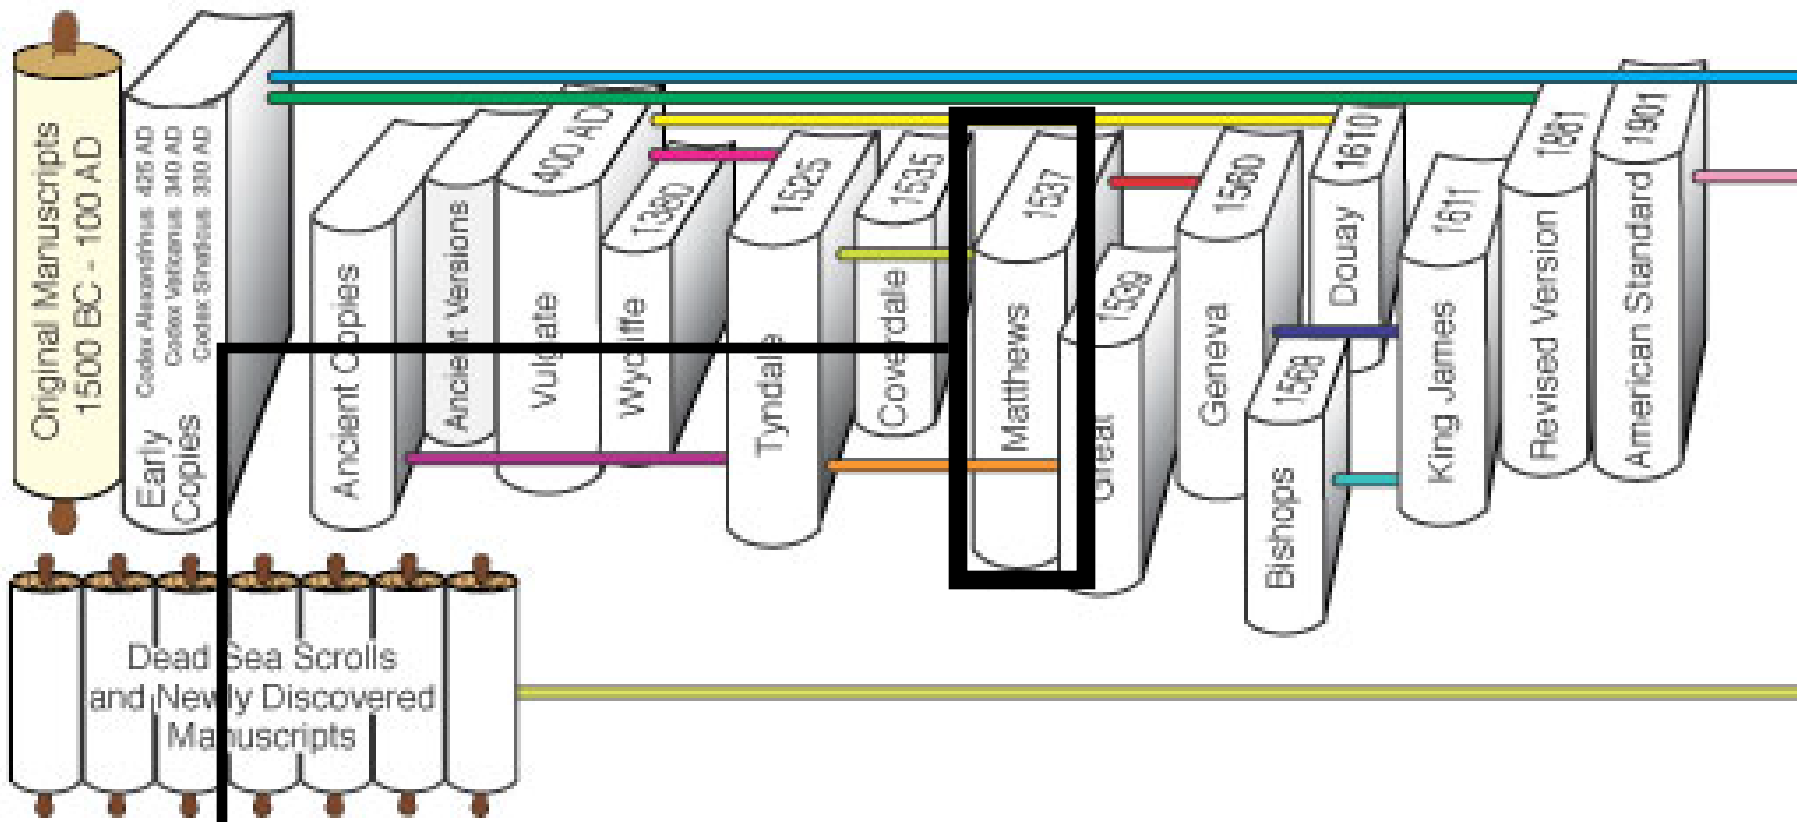 Original Manuscripts
1500 BC - 100 AD
Early
Copies
Codex Alexandrinus 425 AD
Codex Vaticanus 340 AD
Codex Sinaticus 330 AD
Ancient Copies
Ancient Versions
400 AD
Vulgate
1380
Wycliffe
1525
Tyndale
1535
Coverdale
1537
Matthews
1539
Great
1560
Geneva
1568
Bishops
1610
Douay
1611
King James
1881
Revised Version
1901
American Standard
Dead Sea Scrolls
and Newly Discovered
Manuscripts